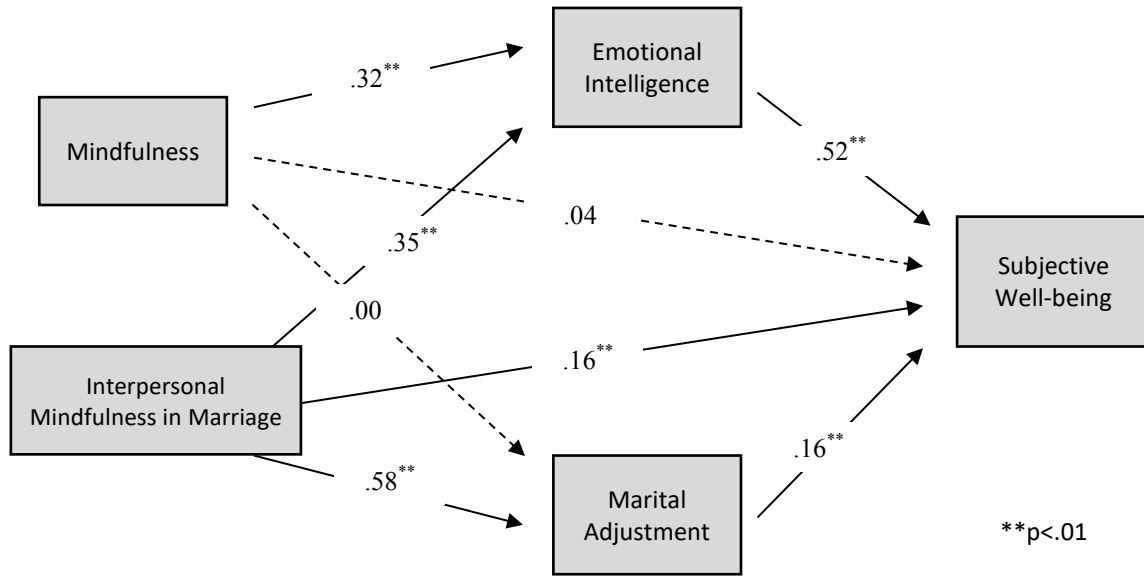 Emotional
Intelligence
.32**
Mindfulness
.52**
.04
.35**
Subjective
Well-being
.00
.16**
Interpersonal
Mindfulness in Marriage
.16**
.58**
Marital
Adjustment
**p<.01